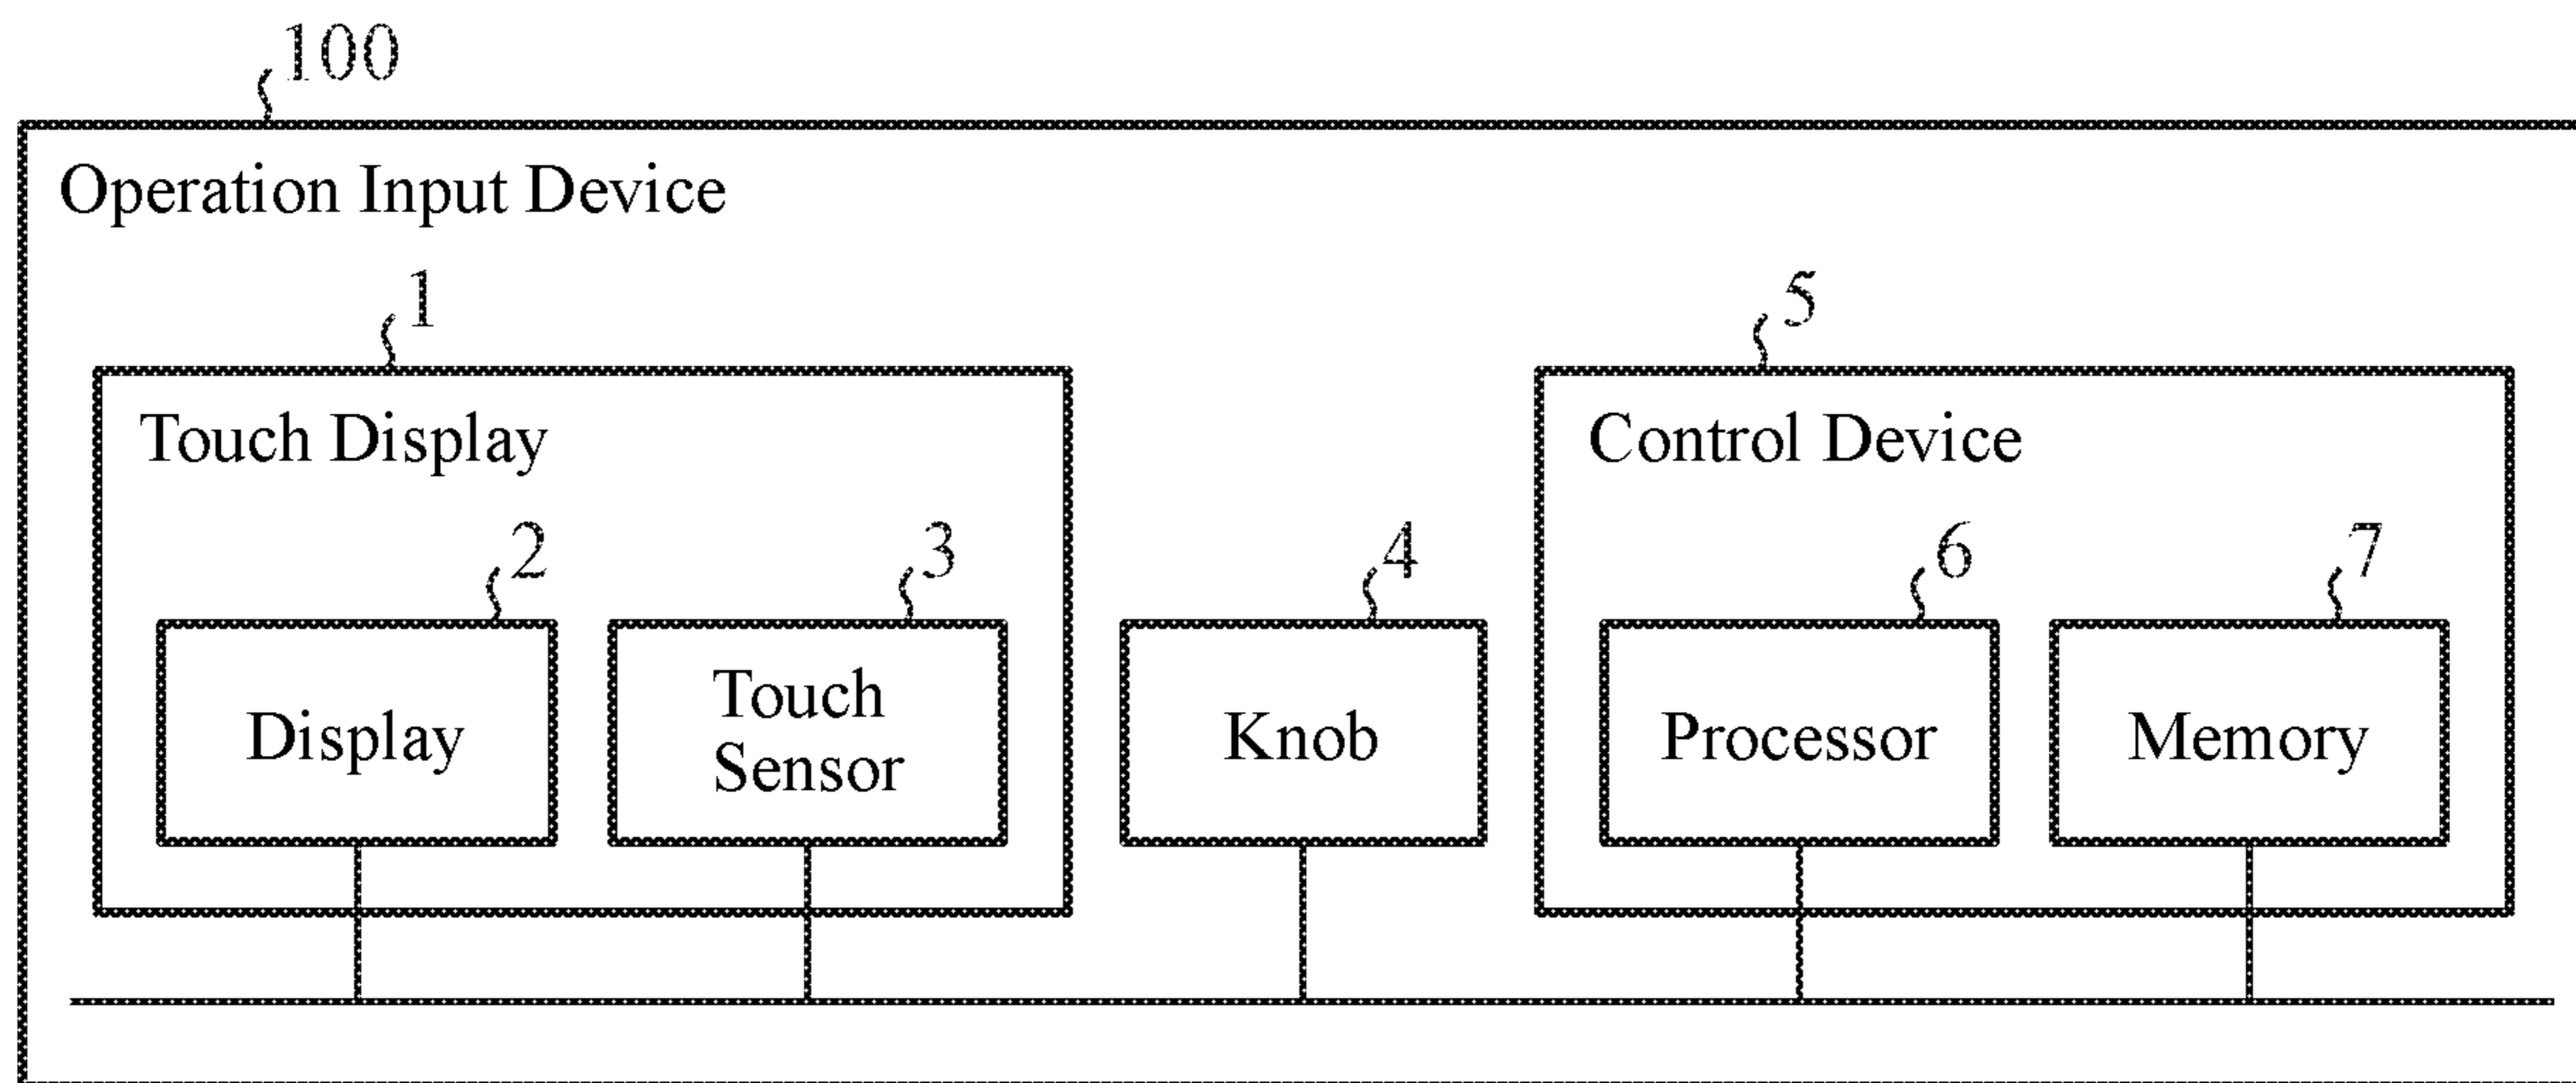 100
Operation Input Device
1
5
Touch Display
Control Device
2
3
4
6
7
Display
Touch
Sensor
Knob
Processor
Memory